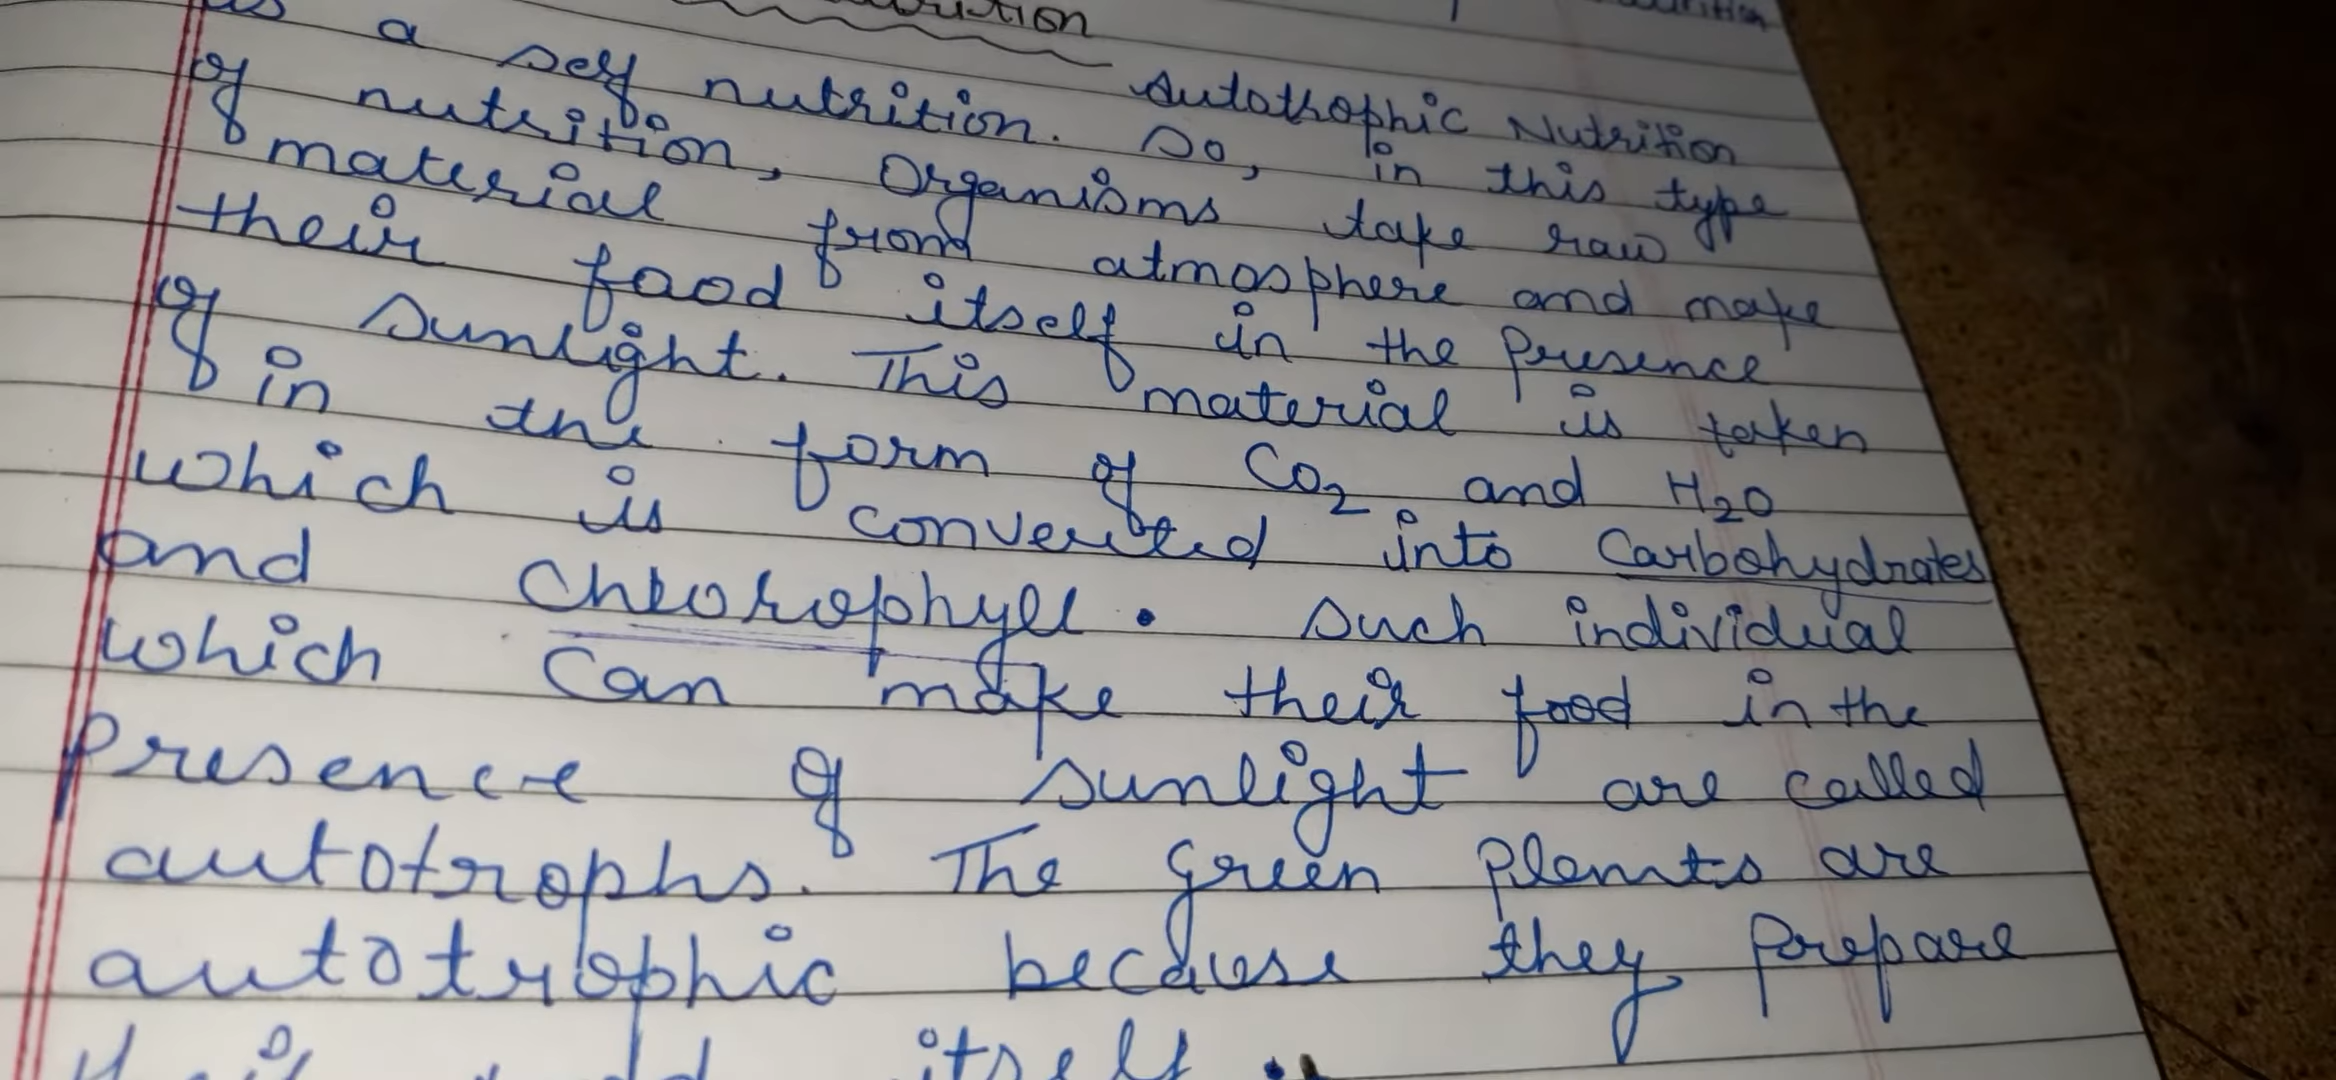 Autothophic Nutrition
is a self nutrition. So, in this type
of nutrition, Organisms take raw
material from atmosphere and make
their food itself in the Presence
of sunlight. This material is taken
in the form of CO2 and H2O
which is converted into Carbohydrates
and Chlorophyll. Such individual
which can make their food in the
Presence of sunlight are called
autotrophs. The green Plants are
autotrophic because they prepare
itself.